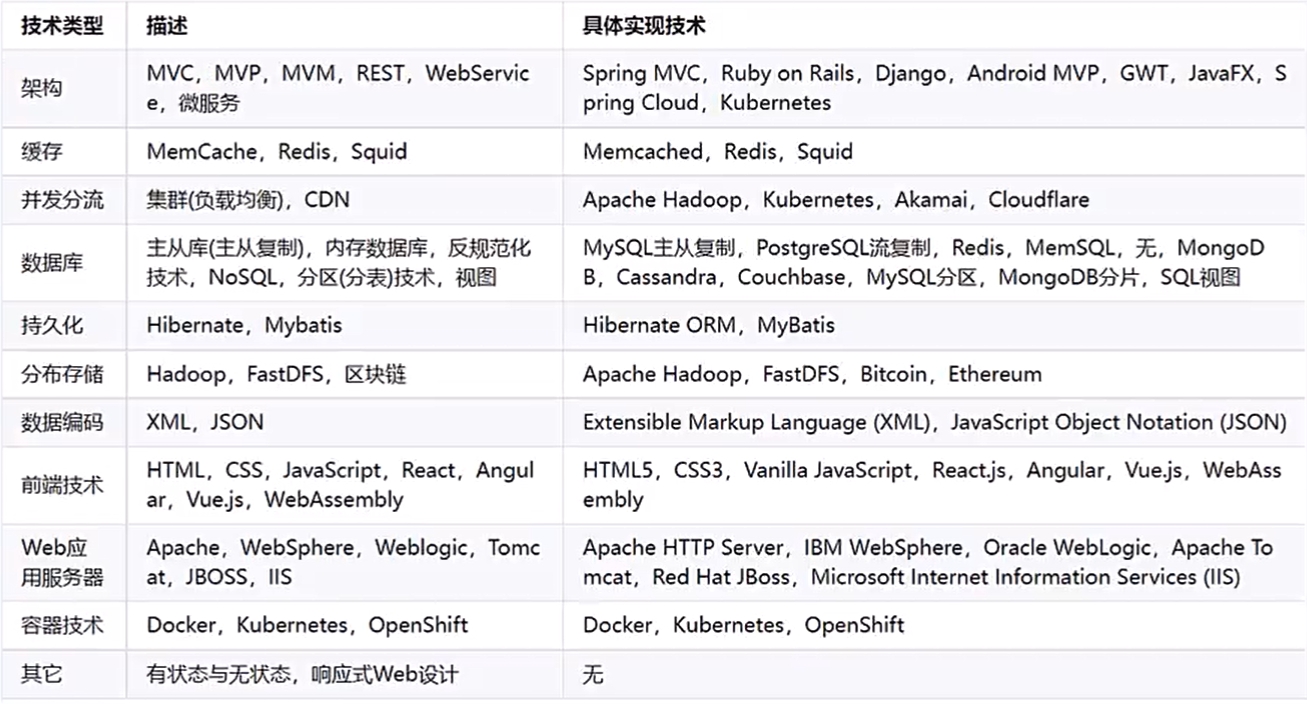 技术类型 描述 具体实现技术
架构
MVC，MVP，MVM，REST，WebServic
e，微服务
Spring MVC，Ruby on Rails，Django，Android MVP，GWT，JavaFX，S
pring Cloud，Kubernetes
缓存 MemCache，Redis，Squid Memcached，Redis，Squid
并发分流 集群(负载均衡)，CDN Apache Hadoop，Kubernetes，Akamai，Cloudflare
数据库
主从库(主从复制)，内存数据库，反规范化
技术，NoSQL，分区(分表)技术，视图
MySQL主从复制，PostgreSQL流复制，Redis，MemSQL，无，MongoD
B，Cassandra，Couchbase，MySQL分区，MongoDB分片，SQL视图
持久化 Hibernate，Mybatis Hibernate ORM，MyBatis
分布存储 Hadoop，FastDFS，区块链 Apache Hadoop，FastDFS，Bitcoin，Ethereum
数据编码 XML，JSON Extensible Markup Language (XML)，JavaScript Object Notation (JSON)
前端技术
HTML，CSS，JavaScript，React，Angul
ar，Vue.js，WebAssembly
HTML5，CSS3，Vanilla JavaScript，React.js，Angular，Vue.js，WebAss
embly
Web应
用服务器
Apache，WebSphere，Weblogic，Tomc
at，JBOSS，IIS
Apache HTTP Server，IBM WebSphere，Oracle WebLogic，Apache To
mcat，Red Hat JBoss，Microsoft Internet Information Services (IIS)
容器技术 Docker，Kubernetes，OpenShift Docker，Kubernetes，OpenShift
其它 有状态与无状态，响应式Web设计 无